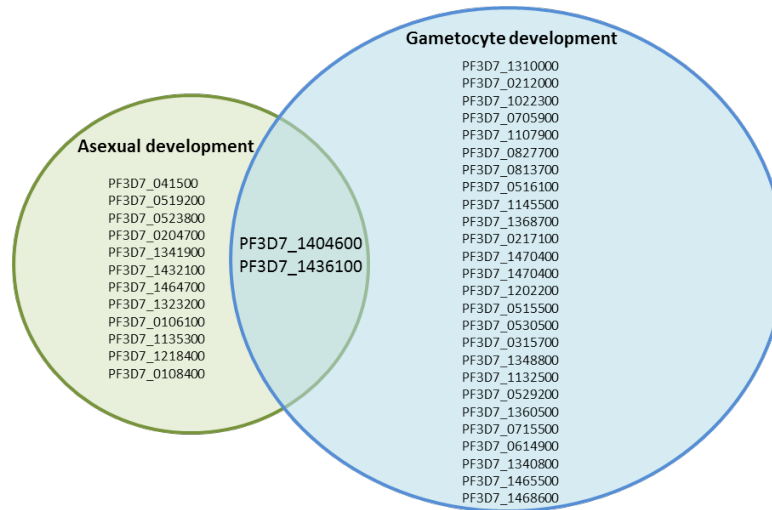 Gametocyte development
PF3D7_1310000
PF3D7_0212000
PF3D7_1022300
PF3D7_0705900
PF3D7_1107900
PF3D7_0827700
PF3D7_0813700
PF3D7_0516100
PF3D7_1145500
PF3D7_1368700
PF3D7_0217100
PF3D7_1470400
PF3D7_1470400
PF3D7_1202200
PF3D7_0515500
PF3D7_0530500
PF3D7_0315700
PF3D7_1348800
PF3D7_1132500
PF3D7_0529200
PF3D7_1360500
PF3D7_0715500
PF3D7_0614900
PF3D7_1340800
PF3D7_1465500
PF3D7_1468600
Asexual development
PF3D7_041500
PF3D7_0519200
PF3D7_0523800
PF3D7_0204700
PF3D7_1341900
PF3D7_1432100
PF3D7_1464700
PF3D7_1323200
PF3D7_0106100
PF3D7_1135300
PF3D7_1218400
PF3D7_0108400
PF3D7_1404600
PF3D7_1436100